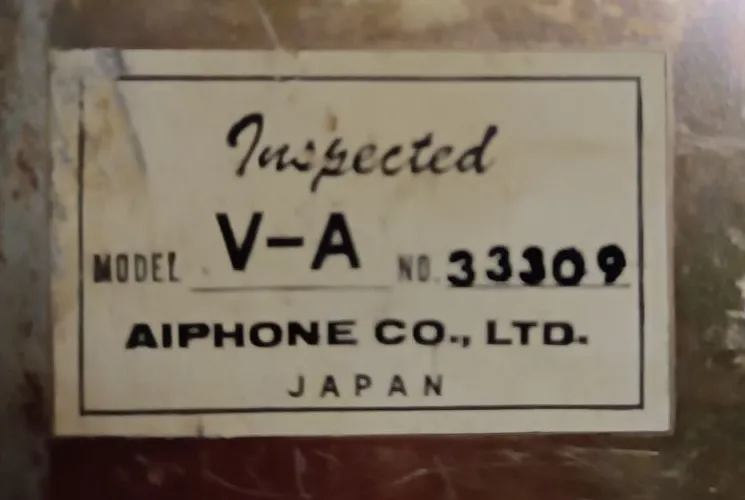 Inspected
MODEL V-A NO. 33309
AIPHONE CO., LTD.
JAPAN